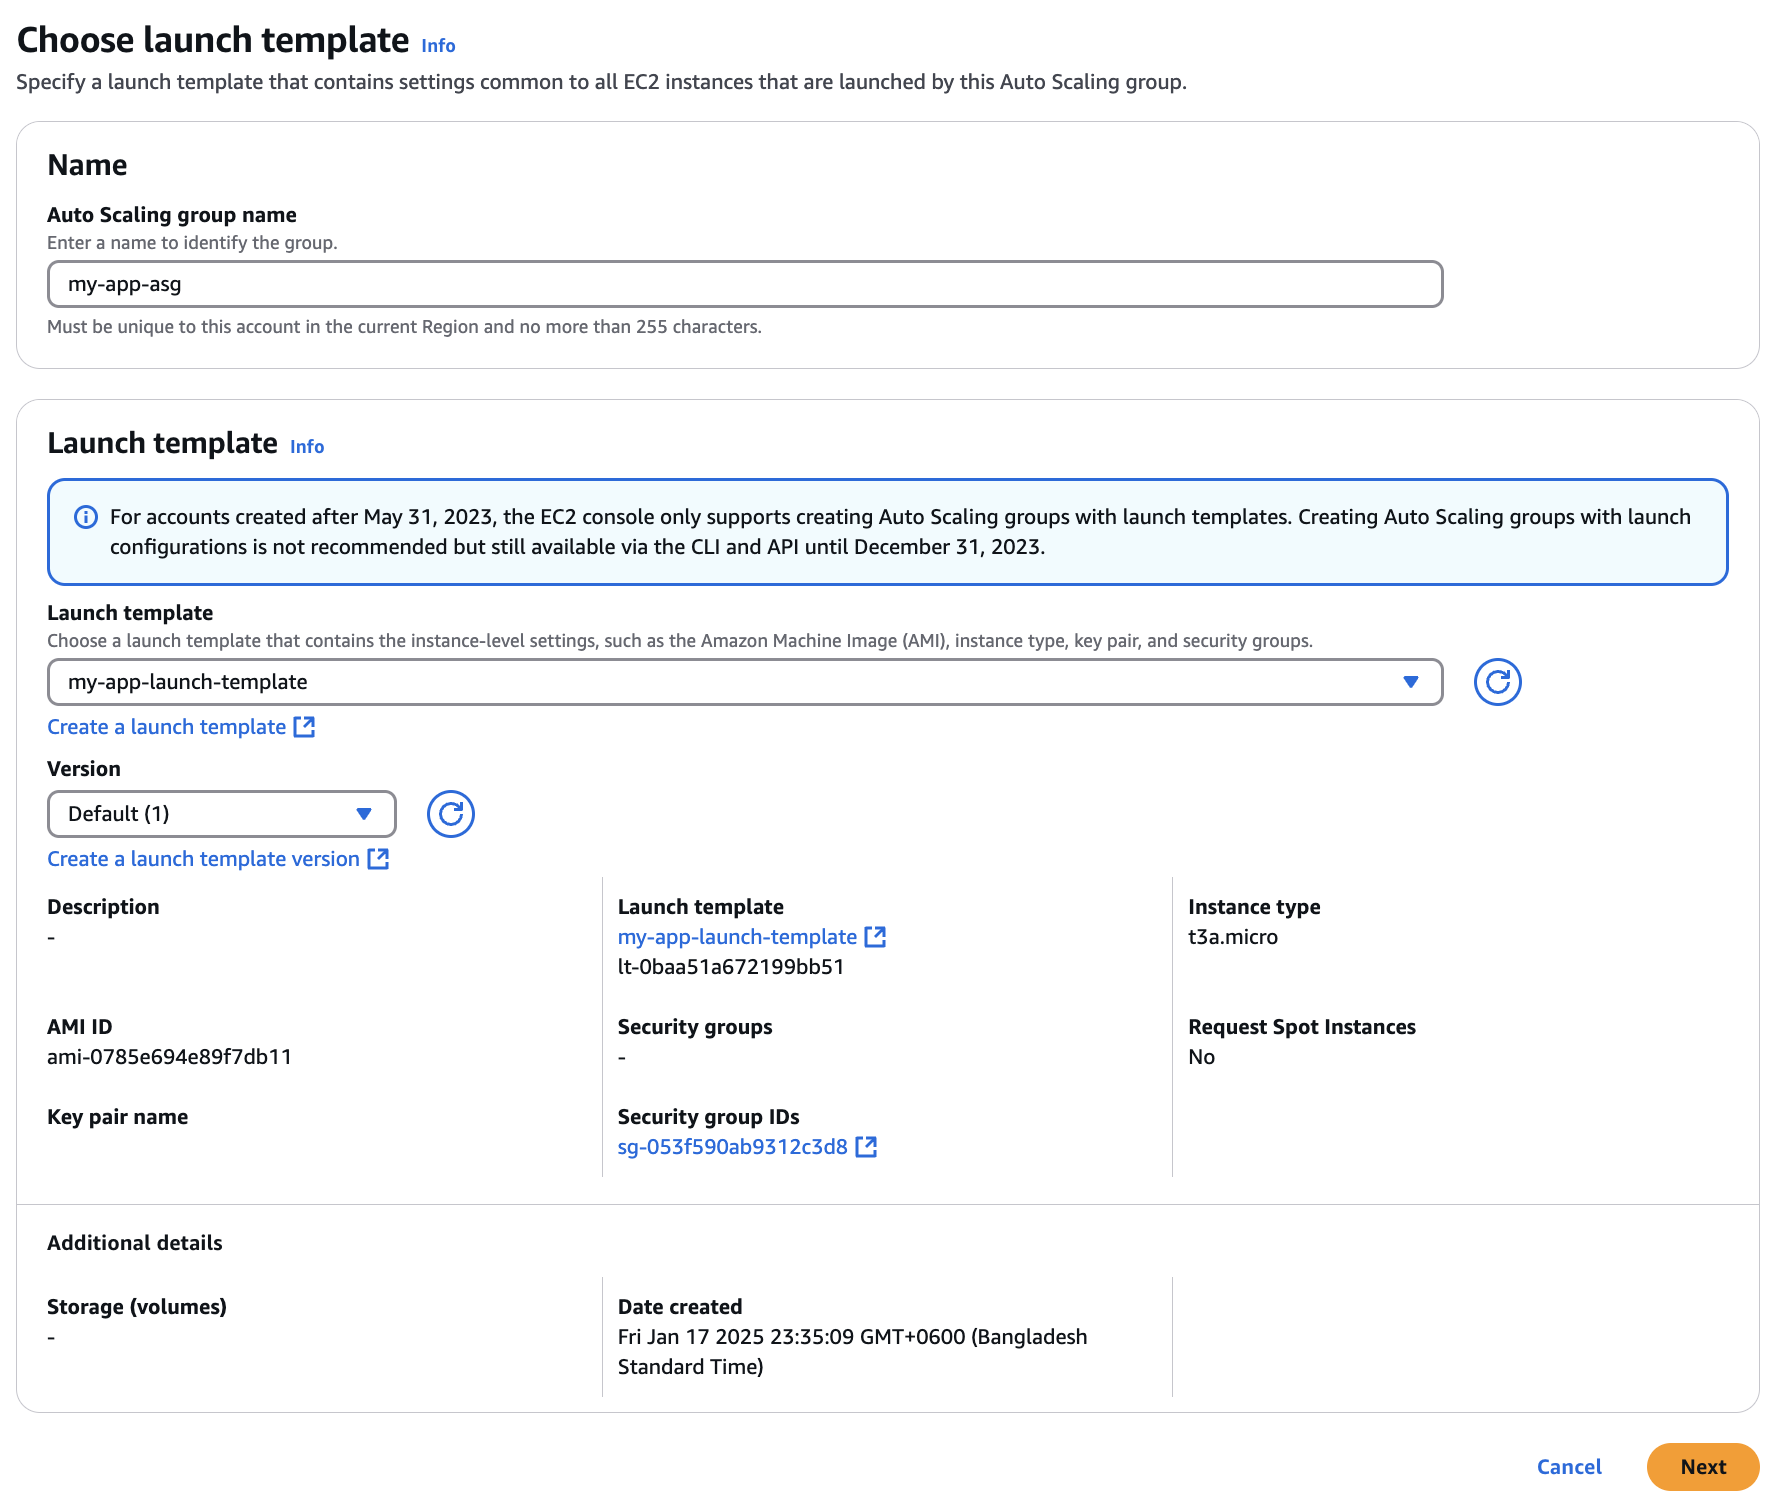 Choose launch template Info
Specify a launch template that contains settings common to all EC2 instances that are launched by this Auto Scaling group.
Name
Auto Scaling group name
Enter a name to identify the group.
my-app-asg
Must be unique to this account in the current Region and no more than 255 characters.
Launch template Info
For accounts created after May 31, 2023, the EC2 console only supports creating Auto Scaling groups with launch templates. Creating Auto Scaling groups with launch
configurations is not recommended but still available via the CLI and API until December 31, 2023.
Launch template
Choose a launch template that contains the instance-level settings, such as the Amazon Machine Image (AMI), instance type, key pair, and security groups.
my-app-launch-template
Create a launch template
Version
Default (1)
Create a launch template version
Description
-
Launch template
my-app-launch-template
lt-0baa51a672199bb51
Instance type
t3a.micro
AMI ID
ami-0785e694e89f7db11
Security groups
-
Request Spot Instances
No
Key pair name
Security group IDs
sg-053f590ab9312c3d8
Additional details
Storage (volumes)
-
Date created
Fri Jan 17 2025 23:35:09 GMT+0600 (Bangladesh
Standard Time)
Cancel
Next